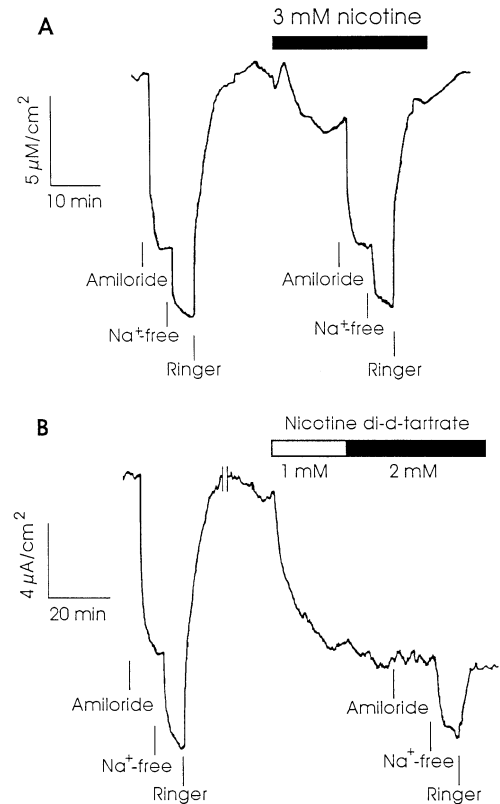 A
3 mM nicotine
5 µM/cm²
10 min
Amiloride
Na⁺-free
Ringer
Amiloride
Na⁺-free
Ringer
B
Nicotine di-d-tartrate
1 mM
2 mM
4 µA/cm²
20 min
Amiloride
Na⁺-free
Ringer
Amiloride
Na⁺-free
Ringer